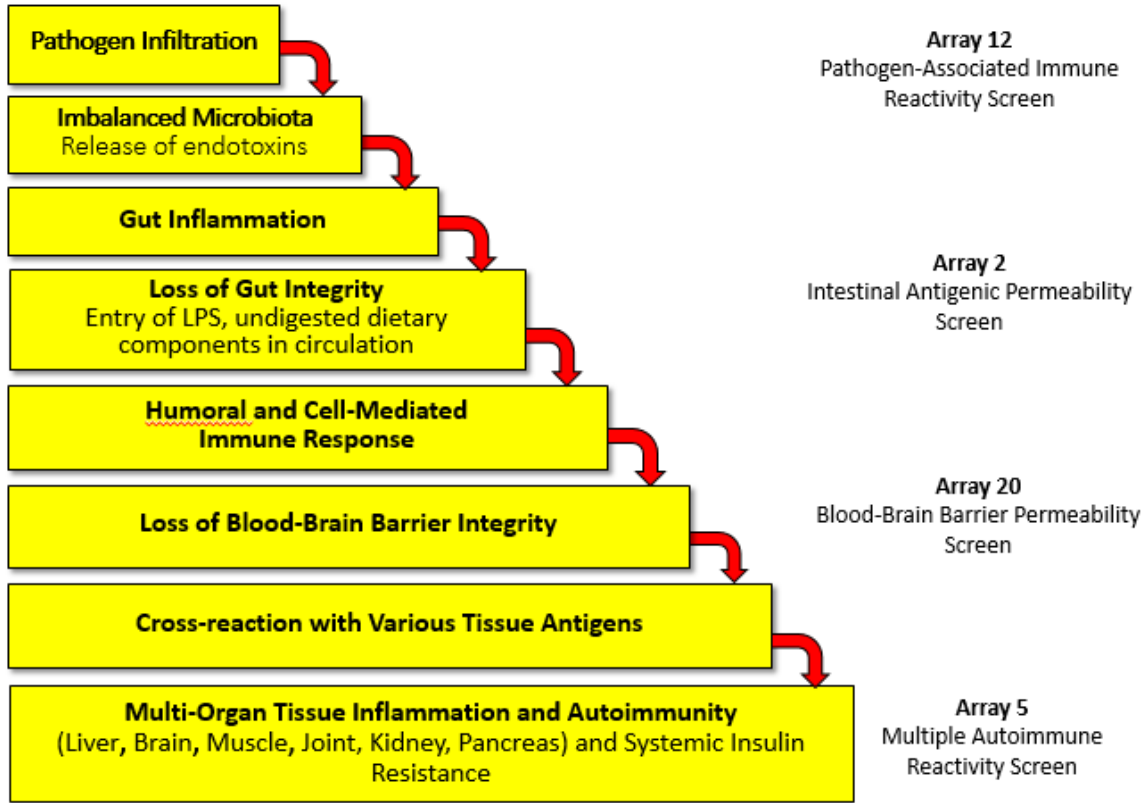 Pathogen Infiltration
Array 12
Pathogen-Associated Immune
Reactivity Screen
Imbalanced Microbiota
Release of endotoxins
Gut Inflammation
Loss of Gut Integrity
Entry of LPS, undigested dietary
components in circulation
Array 2
Intestinal Antigenic Permeability
Screen
Humoral and Cell-Mediated
Immune Response
Loss of Blood-Brain Barrier Integrity
Array 20
Blood-Brain Barrier Permeability
Screen
Cross-reaction with Various Tissue Antigens
Multi-Organ Tissue Inflammation and Autoimmunity
(Liver, Brain, Muscle, Joint, Kidney, Pancreas) and Systemic Insulin
Resistance
Array 5
Multiple Autoimmune
Reactivity Screen